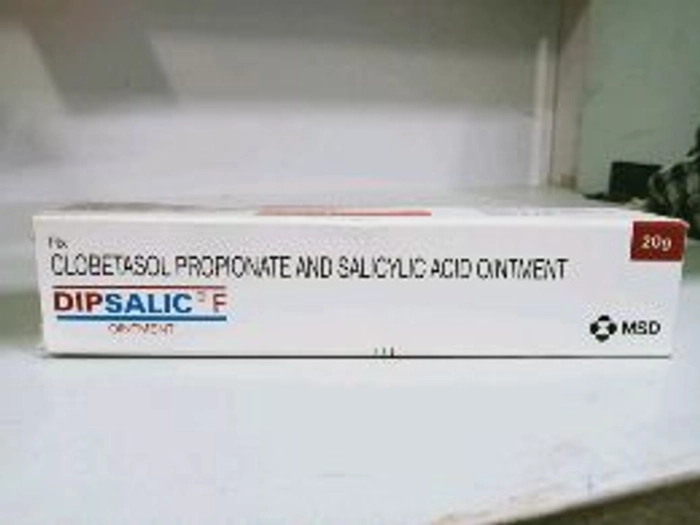 Rx
CLOBETASOL PROPIONATE AND SALICYLIC ACID OINTMENT
20g
DIPSALIC® F
OINTMENT
MSD